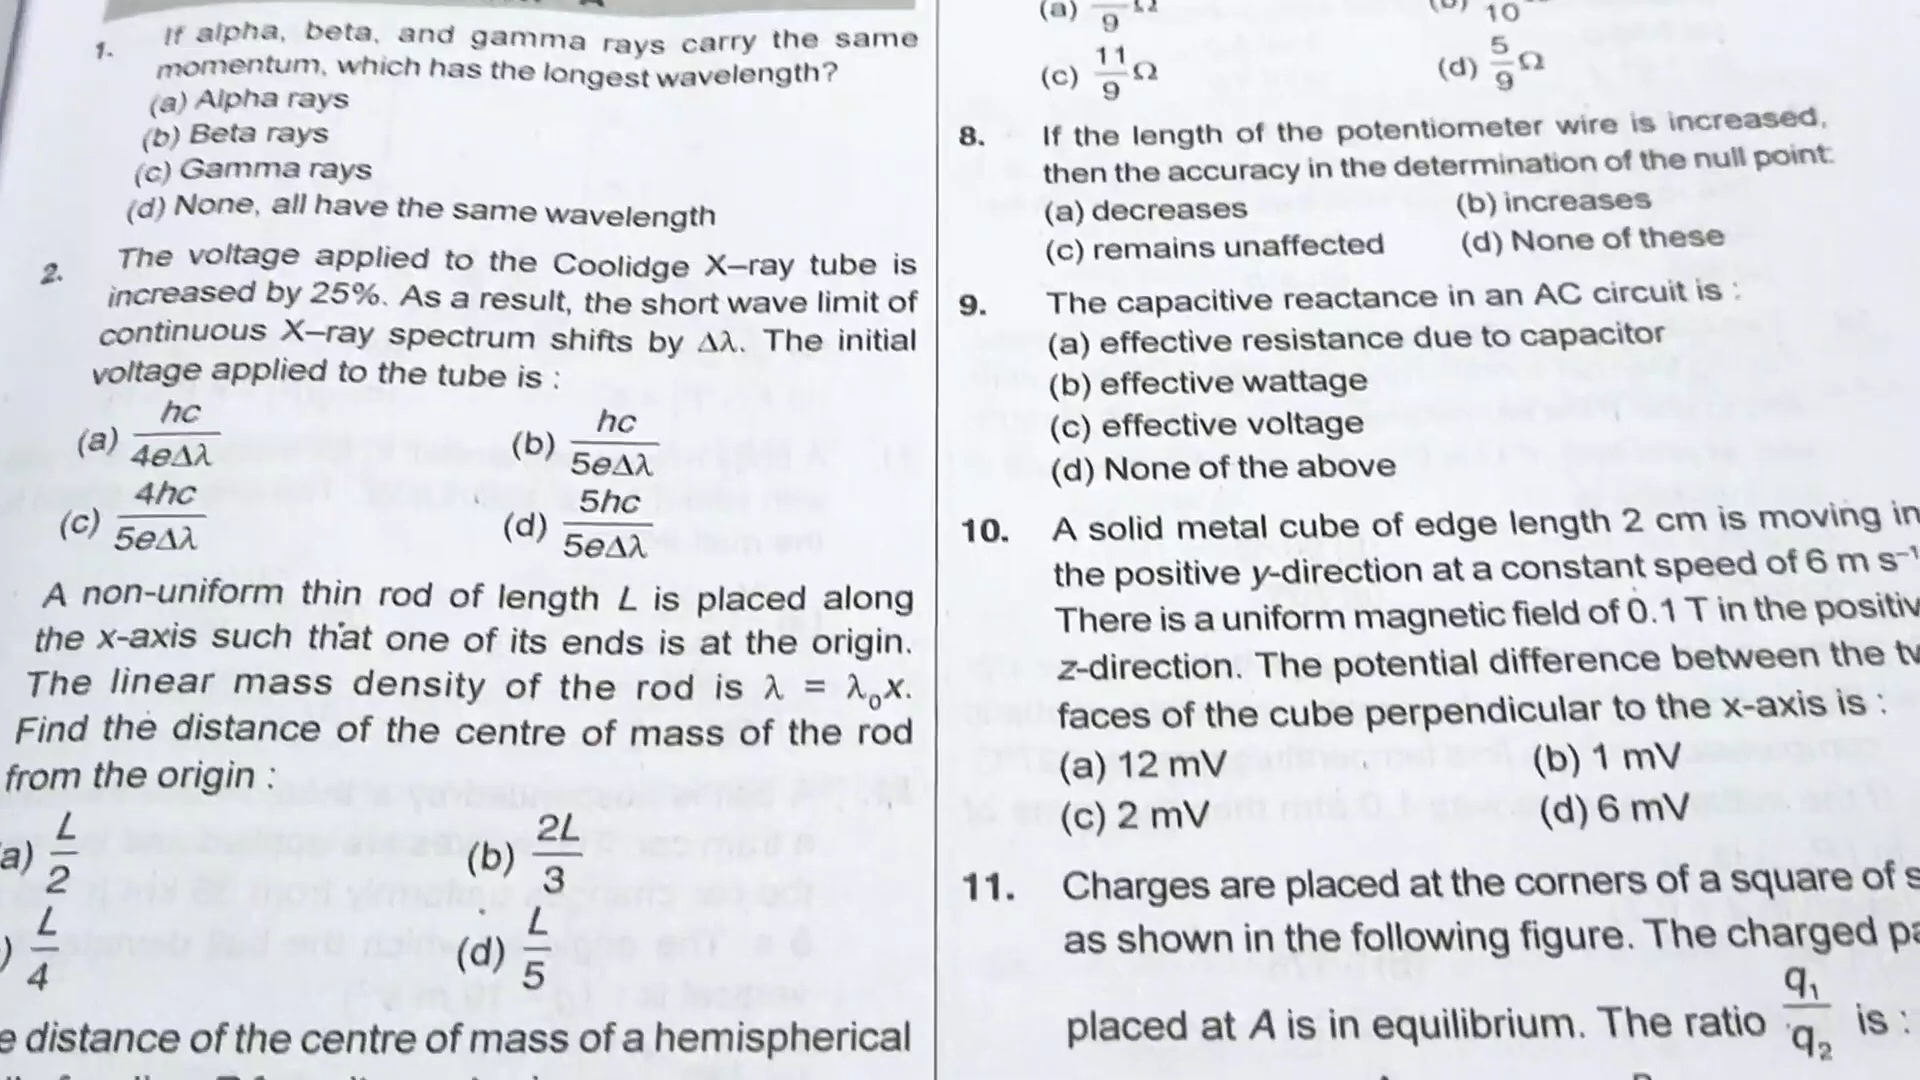 1. If alpha, beta, and gamma rays carry the same
momentum, which has the longest wavelength?
(a) Alpha rays
(b) Beta rays
(c) Gamma rays
(d) None, all have the same wavelength
2. The voltage applied to the Coolidge X–ray tube is
increased by 25%. As a result, the short wave limit of
continuous X–ray spectrum shifts by Δλ. The initial
voltage applied to the tube is :
(a) hc/4eΔλ (b) hc/5eΔλ
(c) 4hc/5eΔλ (d) 5hc/5eΔλ
A non-uniform thin rod of length L is placed along
the x-axis such that one of its ends is at the origin.
The linear mass density of the rod is λ = λ₀x.
Find the distance of the centre of mass of the rod
from the origin :
a) L/2 (b) 2L/3
) L/4 (d) L/5
e distance of the centre of mass of a hemispherical
(a) /9 Ω (b) 10
(c) 11/9 Ω (d) 5/9 Ω
8. If the length of the potentiometer wire is increased,
then the accuracy in the determination of the null point:
(a) decreases (b) increases
(c) remains unaffected (d) None of these
9. The capacitive reactance in an AC circuit is :
(a) effective resistance due to capacitor
(b) effective wattage
(c) effective voltage
(d) None of the above
10. A solid metal cube of edge length 2 cm is moving in
the positive y-direction at a constant speed of 6 m s⁻¹
There is a uniform magnetic field of 0.1 T in the positiv
z-direction. The potential difference between the tw
faces of the cube perpendicular to the x-axis is :
(a) 12 mV (b) 1 mV
(c) 2 mV (d) 6 mV
11. Charges are placed at the corners of a square of s
as shown in the following figure. The charged pa
placed at A is in equilibrium. The ratio q₁/q₂ is :